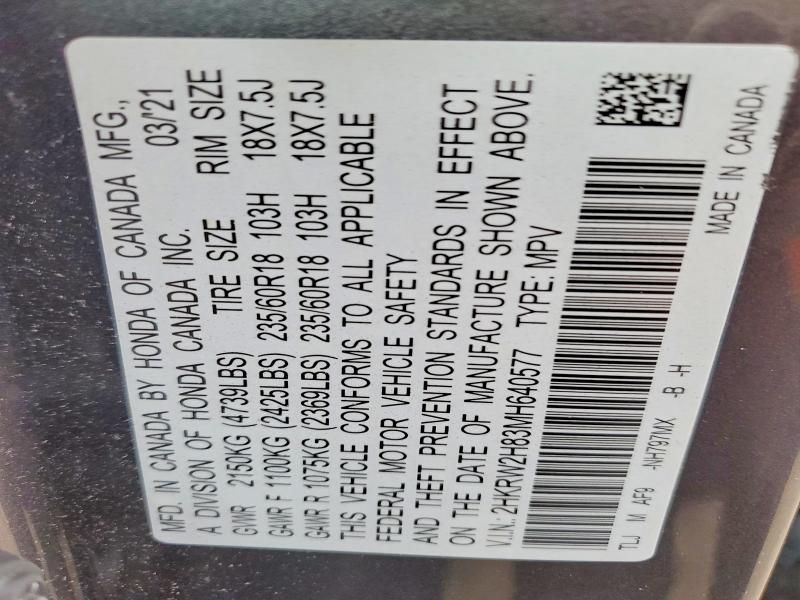 MFD. IN CANADA BY HONDA OF CANADA MFG.,
A DIVISION OF HONDA CANADA INC. 03/'21
GVWR 2150KG (4739LBS) TIRE SIZE RIM SIZE
GAWR F 1100KG (2425LBS) 235/60R18 103H 18X7.5J
GAWR R 1075KG (2369LBS) 235/60R18 103H 18X7.5J
THIS VEHICLE CONFORMS TO ALL APPLICABLE
FEDERAL MOTOR VEHICLE SAFETY
AND THEFT PREVENTION STANDARDS IN EFFECT
ON THE DATE OF MANUFACTURE SHOWN ABOVE.
V.I.N.: 2HKRW2H83MH640577 TYPE: MPV
TLJ M AF9 -NH797MX -B -H
MADE IN CANADA